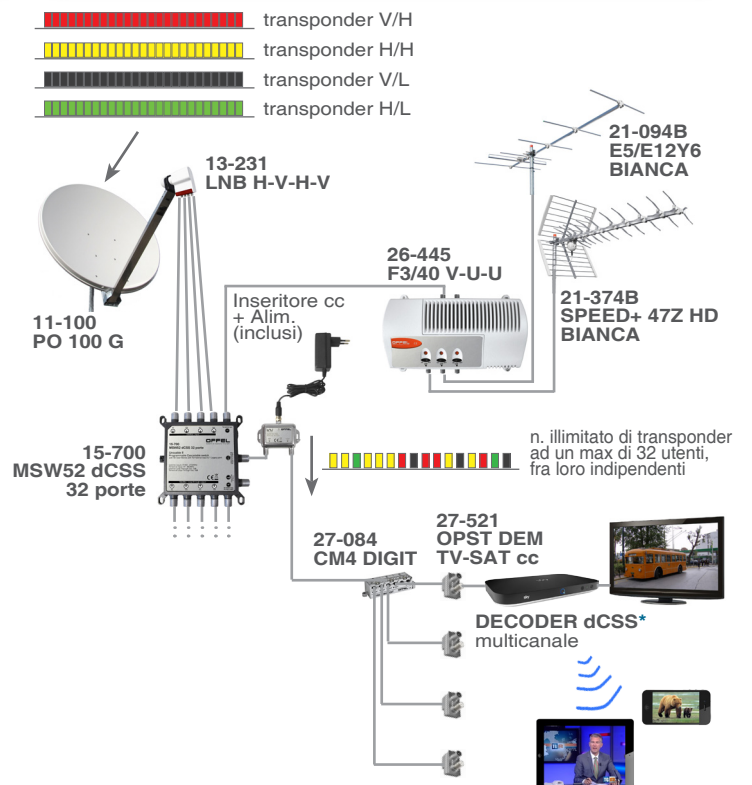 transponder V/H
transponder H/H
transponder V/L
transponder H/L
13-231
LNB H-V-H-V
21-094B
E5/E12Y6
BIANCA
26-445
F3/40 V-U-U
11-100
PO 100 G
Inseritore cc
+ Alim.
(inclusi)
21-374B
SPEED+ 47Z HD
BIANCA
OFFEL
15-700
MSW52 dCSS
32 porte
n. illimitato di transponder
ad un max di 32 utenti,
fra loro indipendenti
27-084
CM4 DIGIT
27-521
OPST DEM
TV-SAT cc
DECODER dCSS*
multicanale